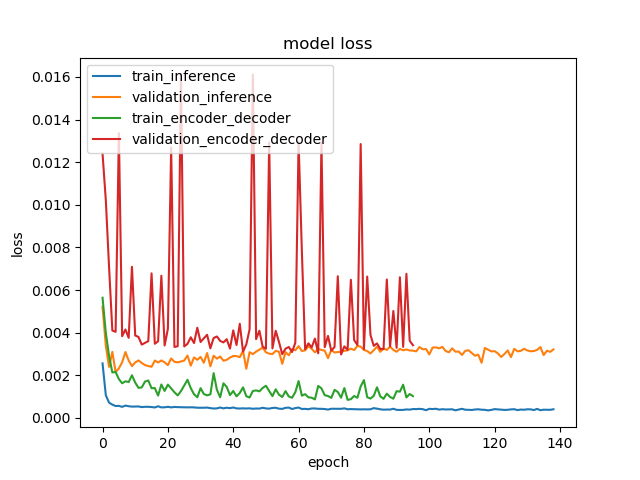 model loss
train_inference
validation_inference
train_encoder_decoder
validation_encoder_decoder
loss
0.016
0.014
0.012
0.010
0.008
0.006
0.004
0.002
0.000
0 20 40 60 80 100 120 140
epoch